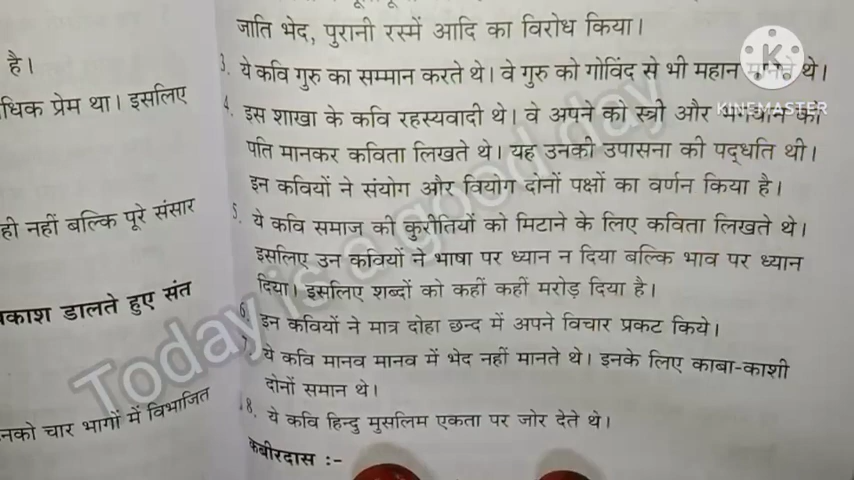 है।
धिक प्रेम था। इसलिए
ही नहीं बल्कि पूरे संसार
काश डालते हुए संत
नको चार भागों में विभाजित
जाति भेद, पुरानी रस्में आदि का विरोध किया।
3. ये कवि गुरु का सम्मान करते थे। वे गुरु को गोविंद से भी महान मानते थे।
4. इस शाखा के कवि रहस्यवादी थे। वे अपने को स्त्री और भगवान को
पति मानकर कविता लिखते थे। यह उनकी उपासना की पद्धति थी।
इन कवियों ने संयोग और वियोग दोनों पक्षों का वर्णन किया है।
5. ये कवि समाज की कुरीतियों को मिटाने के लिए कविता लिखते थे।
इसलिए उन कवियों ने भाषा पर ध्यान न दिया बल्कि भाव पर ध्यान
दिया। इसलिए शब्दों को कहीं कहीं मरोड़ दिया है।
6. इन कवियों ने मात्र दोहा छन्द में अपने विचार प्रकट किये।
7. ये कवि मानव मानव में भेद नहीं मानते थे। इनके लिए काबा-काशी
दोनों समान थे।
8. ये कवि हिन्दु मुसलिम एकता पर जोर देते थे।
कबीरदास :-
Today is a good day
K
KINEMASTER